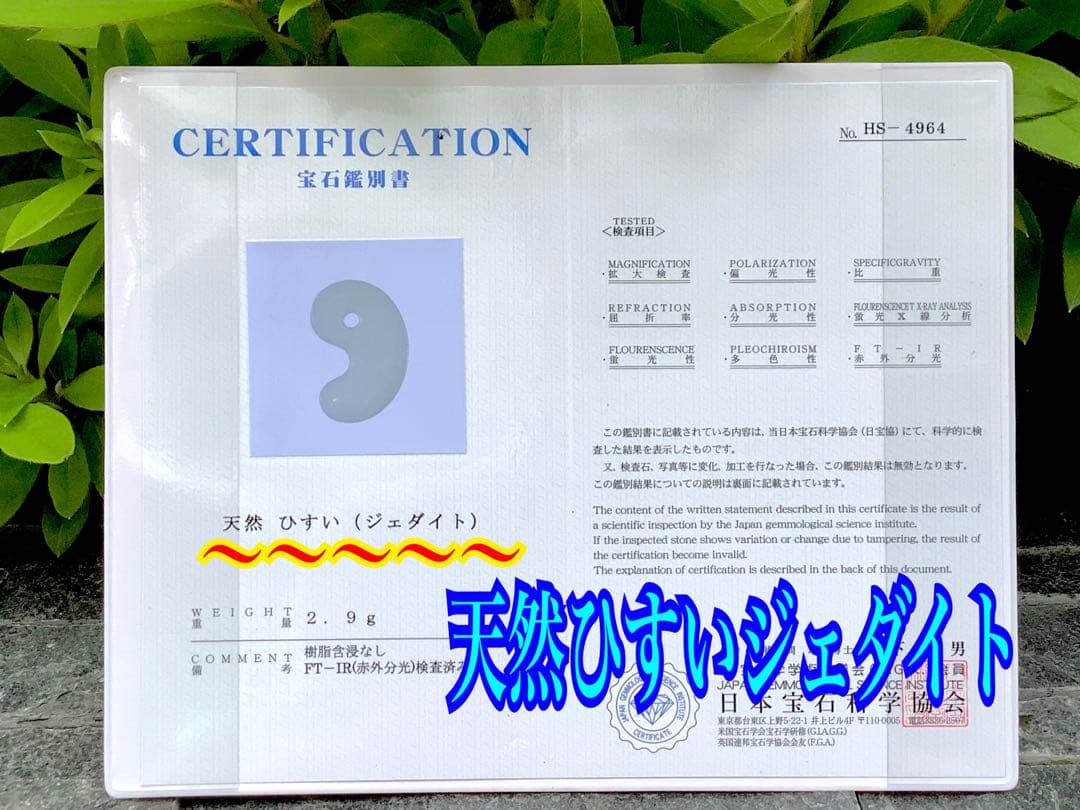 CERTIFICATION
宝石鑑別書
No. HS-4964
TESTED
<検査項目>
MAGNIFICATION
・拡大検査
POLARIZATION
・偏光性
SPECIFICGRAVITY
・比重
REFRACTION
・屈折率
ABSORPTION
・分光性
FLOURENSCENCET X-RAY ANALYSIS
・蛍光X線分析
FLOURENSCENCE
・蛍光性
PLEOCHROISM
・多色性
FT-IR
・赤外分光
この鑑別書に記載されている内容は、当日本宝石科学協会(日宝協)にて、科学的に検
査した結果を表示したものです。
又、検査石、写真等に変化、加工を行なった場合、この鑑別結果は無効となります。
この鑑別結果についての説明は裏面に記載されています。
The content of the written statement described in this certificate is the result of
a scientific inspection by the Japan gemmological science institute.
If the inspected stone shows variation or change due to tampering, the result of
the certification become invalid.
The explanation of certification is described in the back of this document.
天然 ひすい (ジェダイト)
WEIGHT
重量 2.9g
COMMENT
備考
樹脂含浸なし
FT-IR(赤外分光)検査済
天然ひすいジェダイト
男
会員
日本宝石科学協会
東京都台東区上野5-22-1 井上ビル4F 〒110-0005
米国宝石学会宝石学研修(G.I.A.G.G.)
英国連邦宝石学協会会友(F.G.A.)
JAPAN GEMMOLOGICAL SCIENCE INSTITUTE
CERTIFICATE